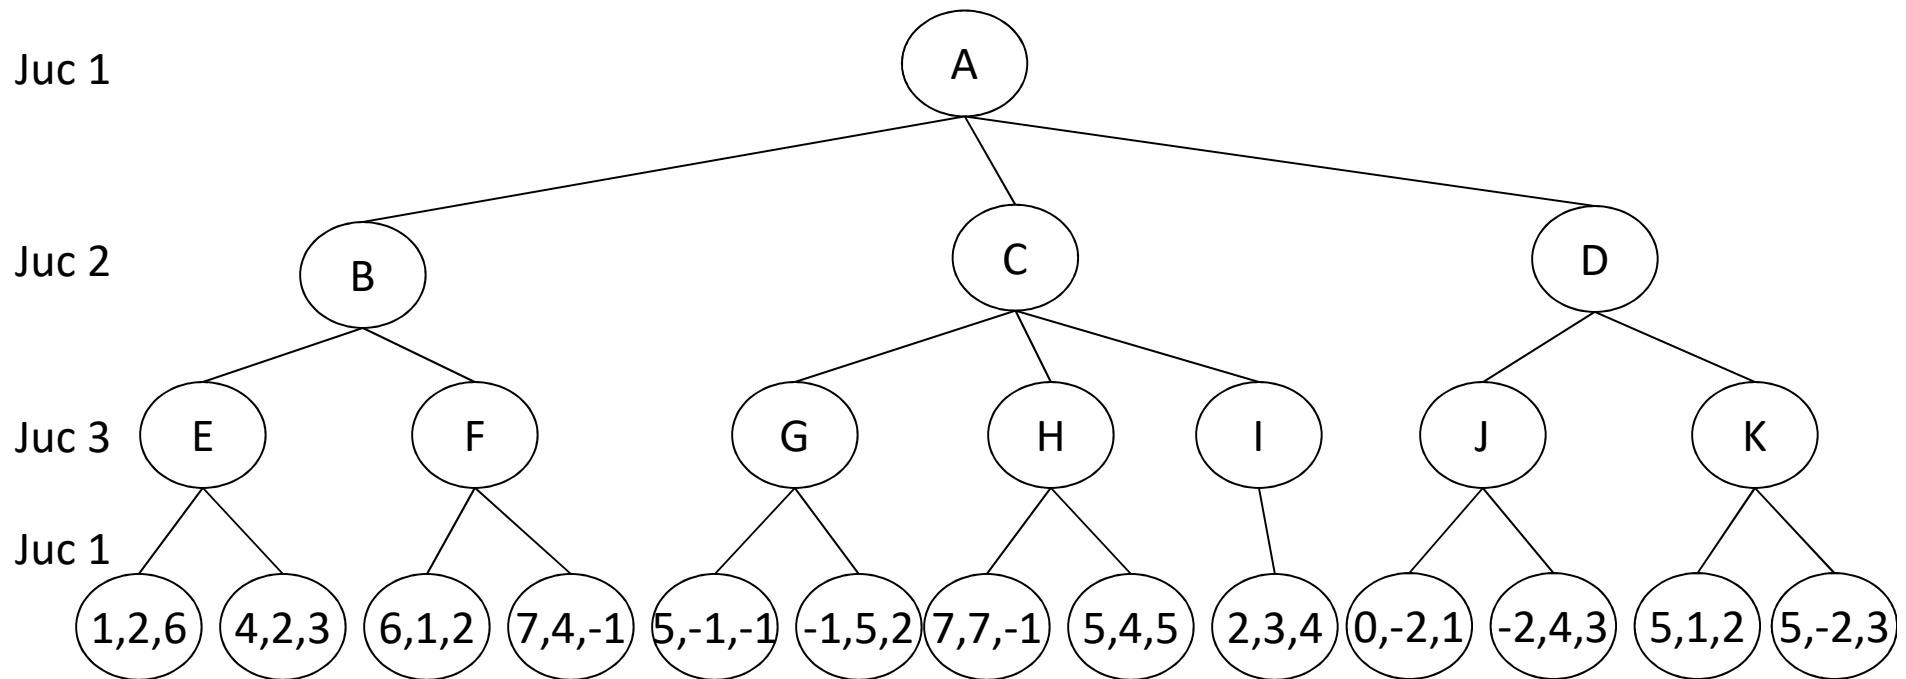 Juc 1 A
Juc 2 B C D
Juc 3 E F G H I J K
Juc 1
1,2,6 4,2,3 6,1,2 7,4,-1 5,-1,-1 -1,5,2 7,7,-1 5,4,5 2,3,4 0,-2,1 -2,4,3 5,1,2 5,-2,3